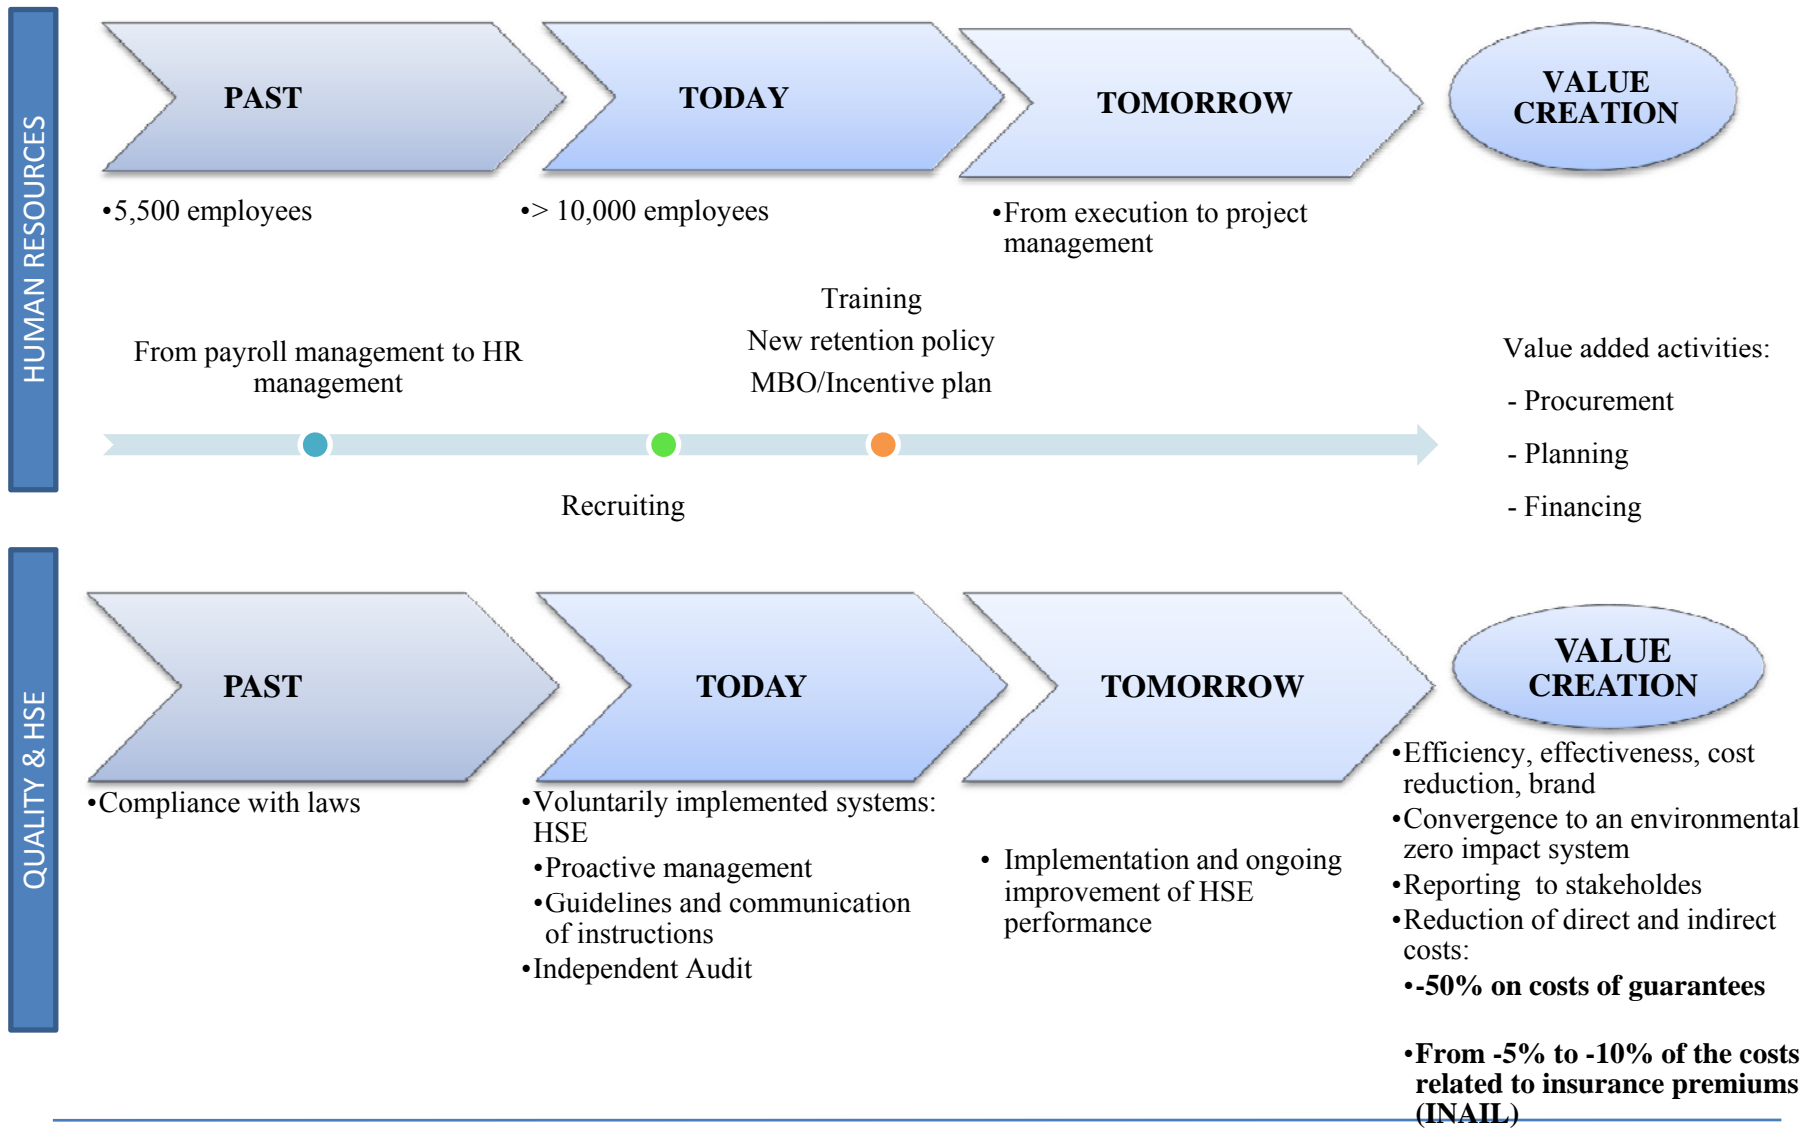 HUMAN RESOURCES
PAST
TODAY
TOMORROW
VALUE
CREATION
•5,500 employees
•> 10,000 employees
•From execution to project
management
From payroll management to HR
management
Training
New retention policy
MBO/Incentive plan
Recruiting
Value added activities:
- Procurement
- Planning
- Financing
QUALITY & HSE
PAST
TODAY
TOMORROW
VALUE
CREATION
•Compliance with laws
•Voluntarily implemented systems:
HSE
•Proactive management
•Guidelines and communication
of instructions
•Independent Audit
• Implementation and ongoing
improvement of HSE
performance
•Efficiency, effectiveness, cost
reduction, brand
•Convergence to an environmental
zero impact system
•Reporting to stakeholdes
•Reduction of direct and indirect
costs:
•-50% on costs of guarantees
•From -5% to -10% of the costs
related to insurance premiums
(INAIL)